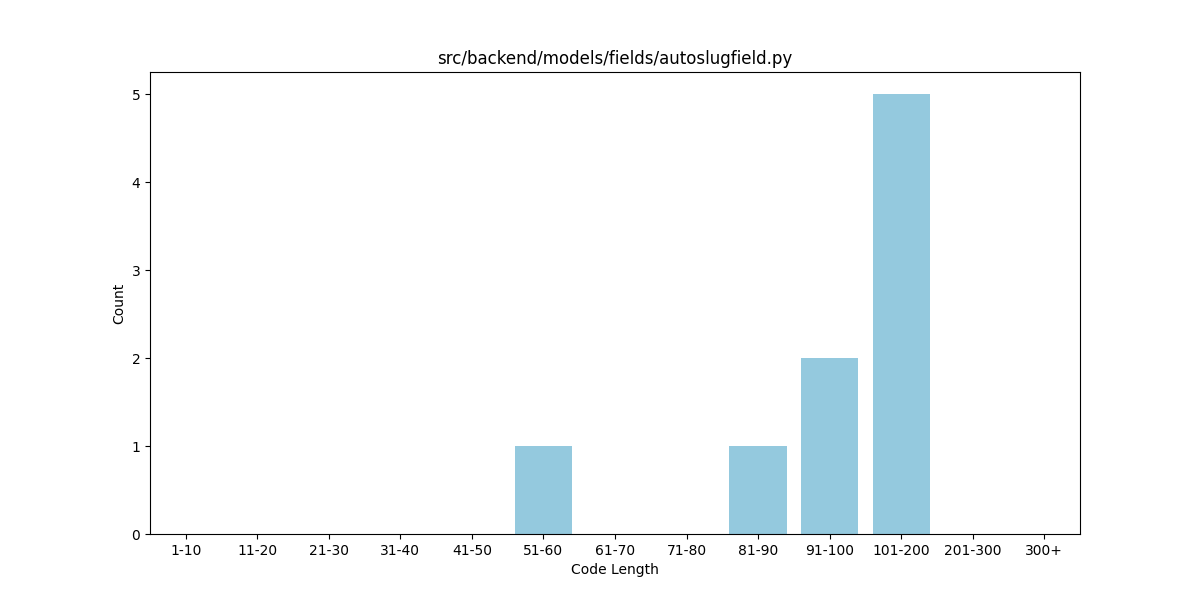 src/backend/models/fields/autoslugfield.py
Count
5
4
3
2
1
0
1-10 11-20 21-30 31-40 41-50 51-60 61-70 71-80 81-90 91-100 101-200 201-300 300+
Code Length